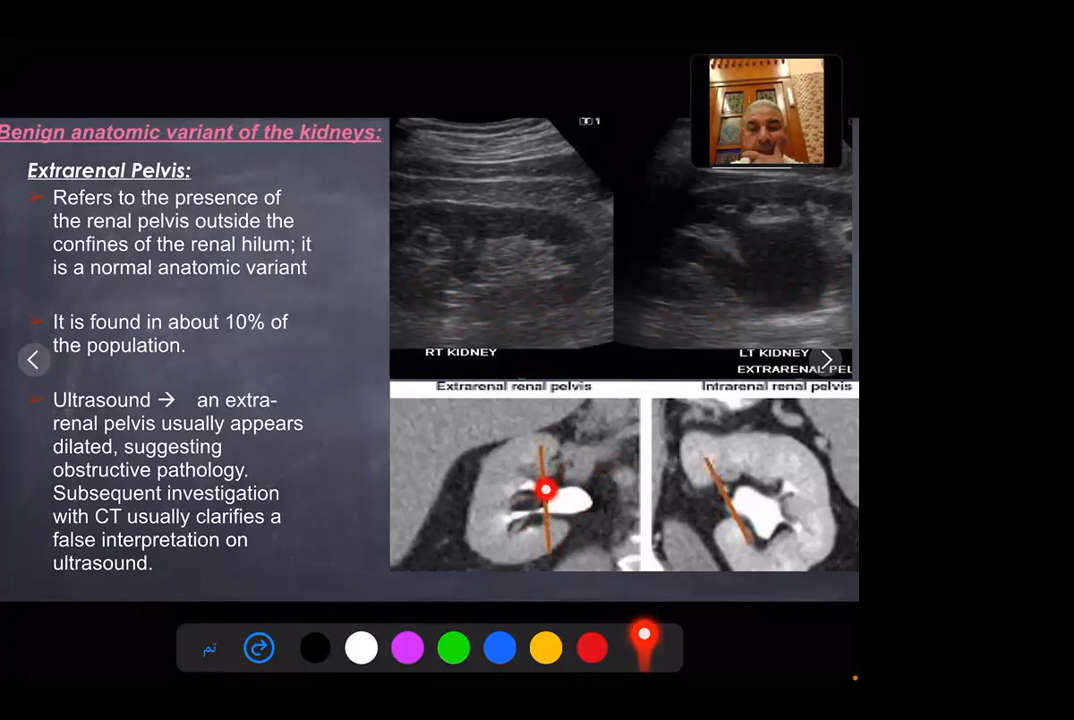 Benign anatomic variant of the kidneys:
Extrarenal Pelvis:
Refers to the presence of
the renal pelvis outside the
confines of the renal hilum; it
is a normal anatomic variant
It is found in about 10% of
the population.
Ultrasound → an extra-
renal pelvis usually appears
dilated, suggesting
obstructive pathology.
Subsequent investigation
with CT usually clarifies a
false interpretation on
ultrasound.
1
RT KIDNEY
LT KIDNEY
EXTRARENAL PEL
Extrarenal renal pelvis
Intrarenal renal pelvis
تم